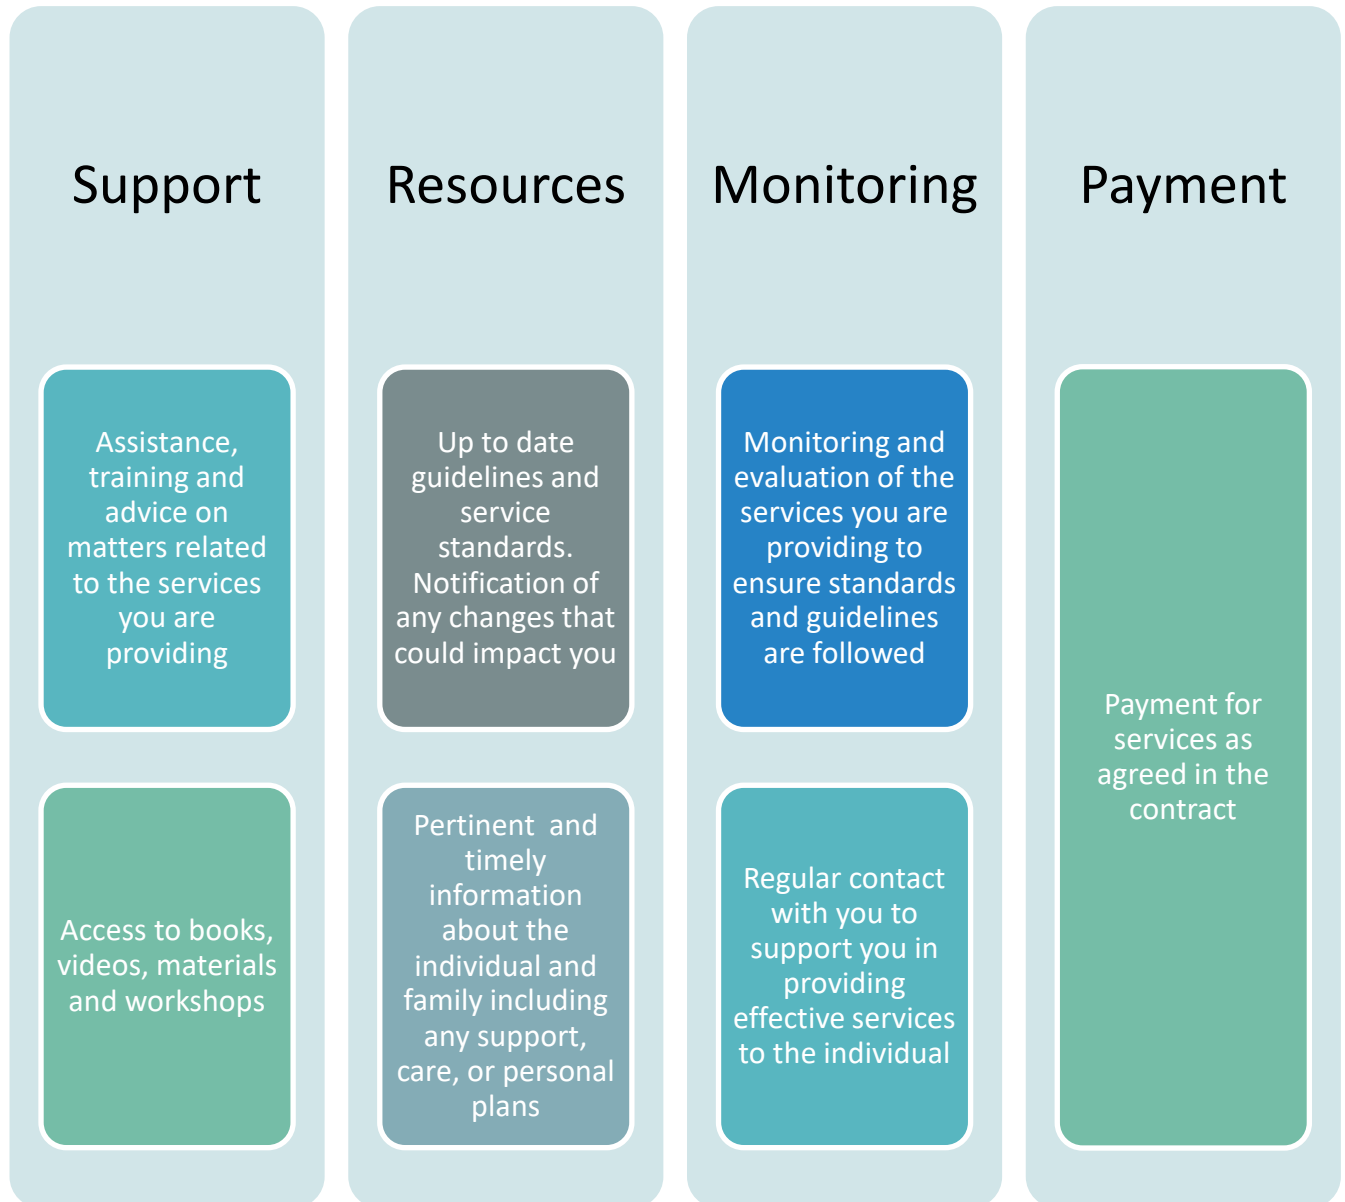 Support
Assistance,
training and
advice on
matters related
to the services
you are
providing
Access to books,
videos, materials
and workshops
Resources
Up to date
guidelines and
service
standards.
Notification of
any changes that
could impact you
Pertinent  and
timely
information
about the
individual and
family including
any support,
care, or personal
plans
Monitoring
Monitoring and
evaluation of the
services you are
providing to
ensure standards
and guidelines
are followed
Regular contact
with you to
support you in
providing
effective services
to the individual
Payment
Payment for
services as
agreed in the
contract